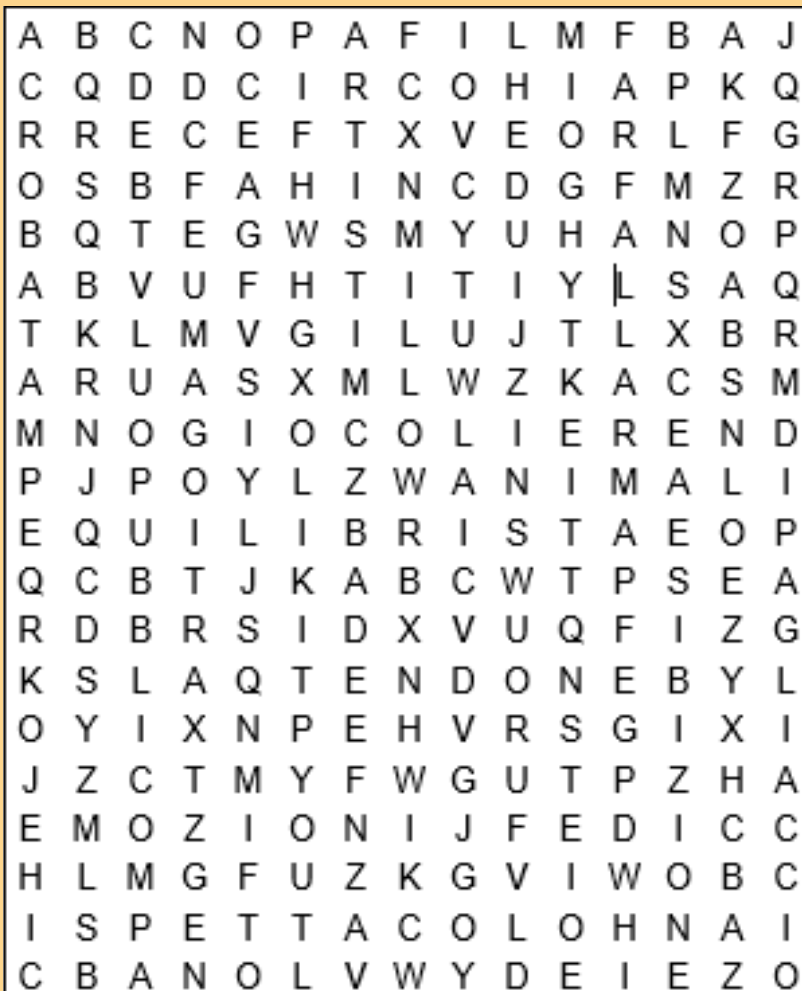 A B C N O P A F I L M F B A J
C Q D D C I R C O H I A P K Q
R R E C E F T X V E O R L F G
O S B F A H I N C D G F M Z R
B Q T E G W S M Y U H A N O P
A B V U F H T I T I Y L S A Q
T K L M V G I L U J T L X B R
A R U A S X M L W Z K A C S M
M N O G I O C O L I E R E N D
P J P O Y L Z W A N I M A L I
E Q U I L I B R I S T A E O P
Q C B T J K A B C W T P S E A
R D B R S I D X V U Q F I Z G
K S L A Q T E N D O N E B Y L
O Y I X N P E H V R S G I X I
J Z C T M Y F W G U T P Z H A
E M O Z I O N I J F E D I C C
H L M G F U Z K G V I W O B C
I S P E T T A C O L O H N A I
C B A N O L V W Y D E I E Z O